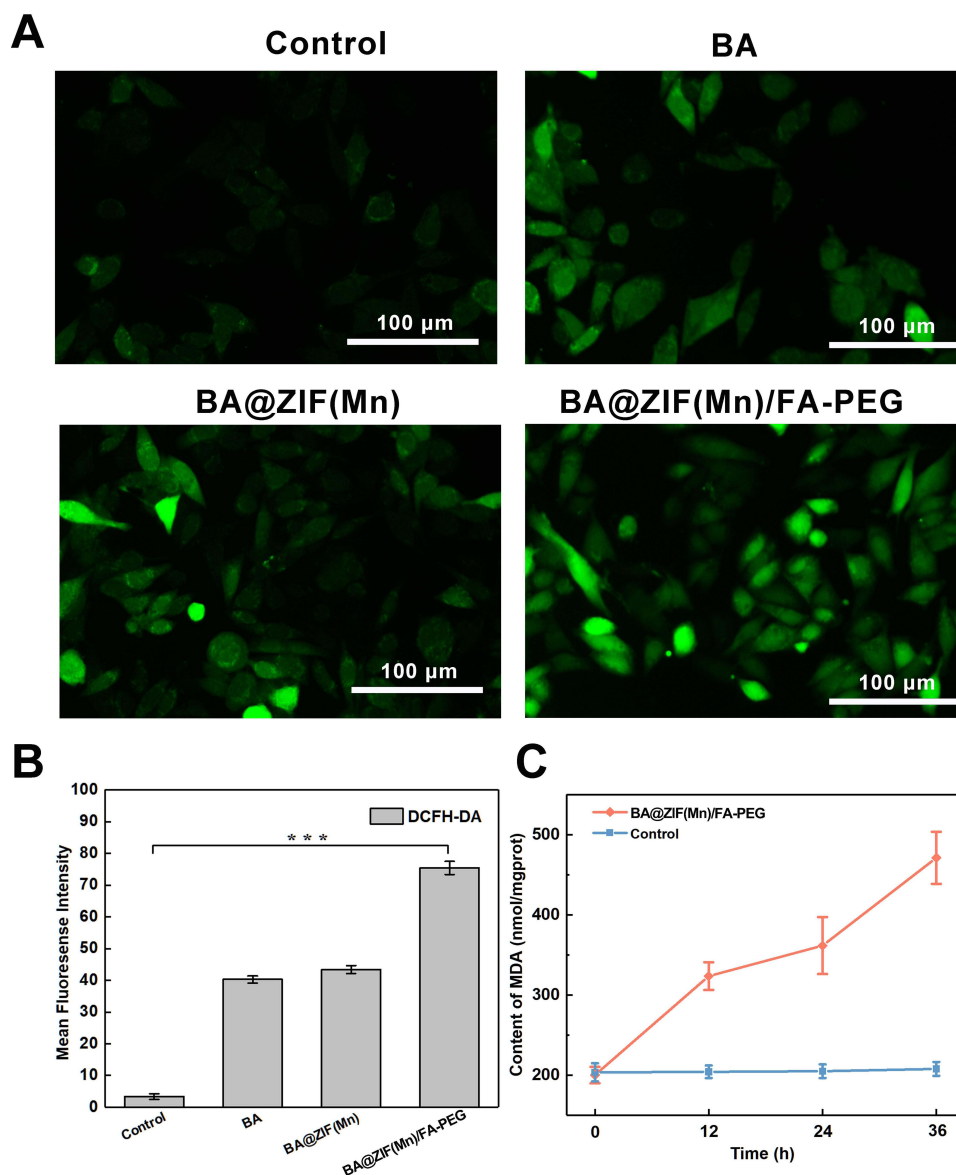 A
Control
BA
100 μm
100 μm
BA@ZIF(Mn)
BA@ZIF(Mn)/FA-PEG
100 μm
100 μm
B
100
90
80
70
60
50
40
30
20
10
0
Mean Fluoresense Intensity
DCFH-DA
***
Control
BA
BA@ZIF(Mn)
BA@ZIF(Mn)/FA-PEG
C
BA@ZIF(Mn)/FA-PEG
Control
500
400
300
200
Content of MDA (nmol/mgprot)
0
12
24
36
Time (h)